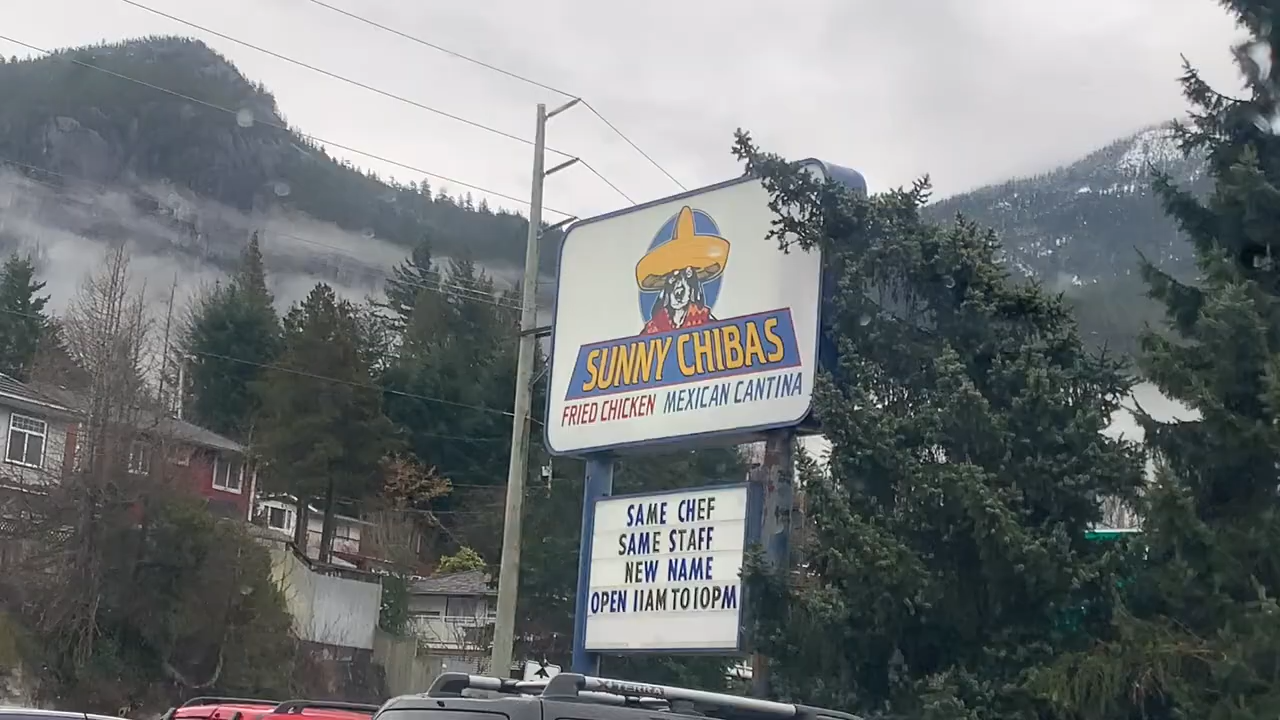 SUNNY CHIBAS
FRIED CHICKEN MEXICAN CANTINA
SAME CHEF
SAME STAFF
NEW NAME
OPEN 11AM TO 10PM
XTERRA